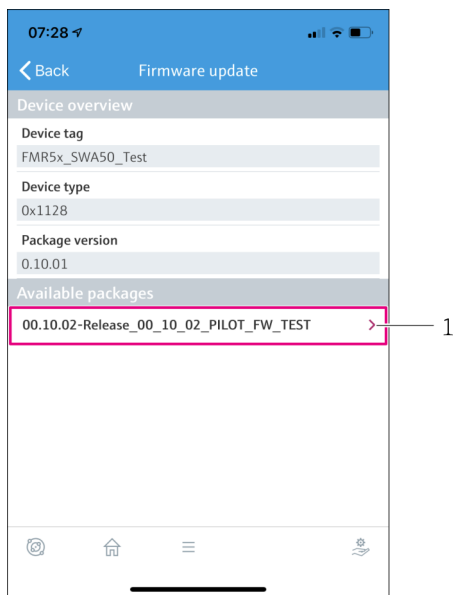 07:28
Back Firmware update
Device overview
Device tag
FMR5x_SWA50_Test
Device type
0x1128
Package version
0.10.01
Available packages
00.10.02-Release_00_10_02_PILOT_FW_TEST
1